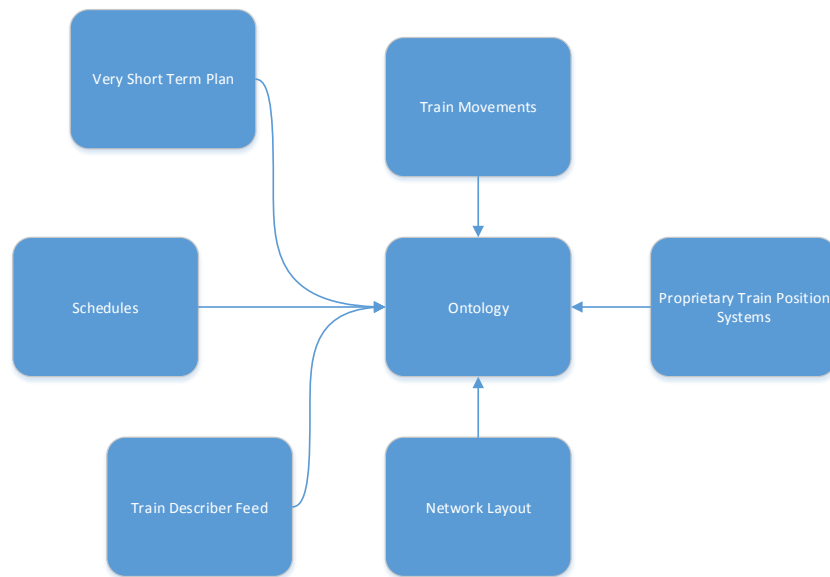 Very Short Term Plan
Train Movements
Schedules
Ontology
Proprietary Train Position
Systems
Train Describer Feed
Network Layout